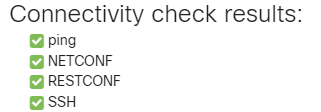 Connectivity check results:
ping
NETCONF
RESTCONF
SSH